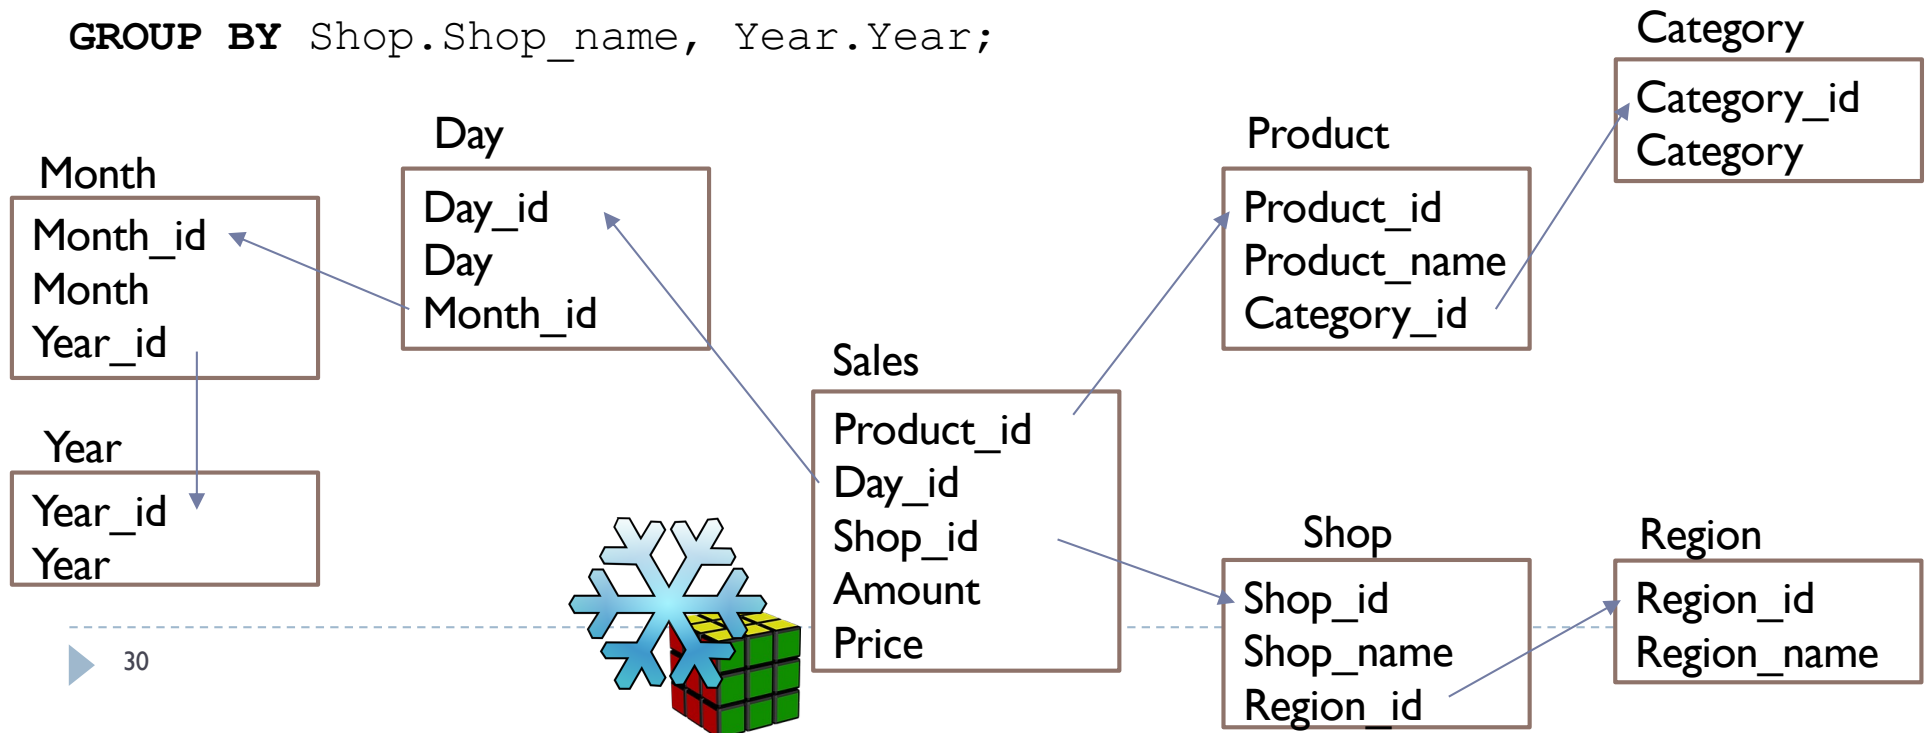 GROUP BY Shop.Shop_name, Year.Year;
Month
Month_id
Month
Year_id
Year
Year_id
Year
Day
Day_id
Day
Month_id
Sales
Product_id
Day_id
Shop_id
Amount
Price
Product
Product_id
Product_name
Category_id
Category
Category_id
Category
Shop
Shop_id
Shop_name
Region_id
Region
Region_id
Region_name
30